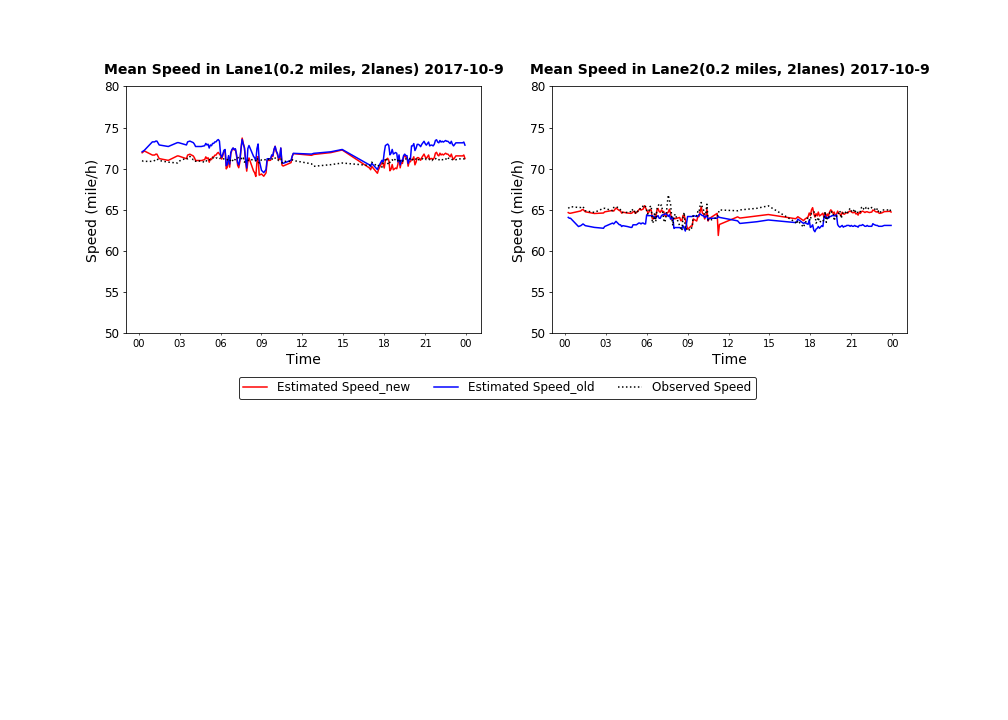 Mean Speed in Lane1(0.2 miles, 2lanes) 2017-10-9
80
75
70
65
60
55
50
Speed (mile/h)
00 03 06 09 12 15 18 21 00
Time
Mean Speed in Lane2(0.2 miles, 2lanes) 2017-10-9
80
75
70
65
60
55
50
Speed (mile/h)
00 03 06 09 12 15 18 21 00
Time
Estimated Speed_new Estimated Speed_old Observed Speed